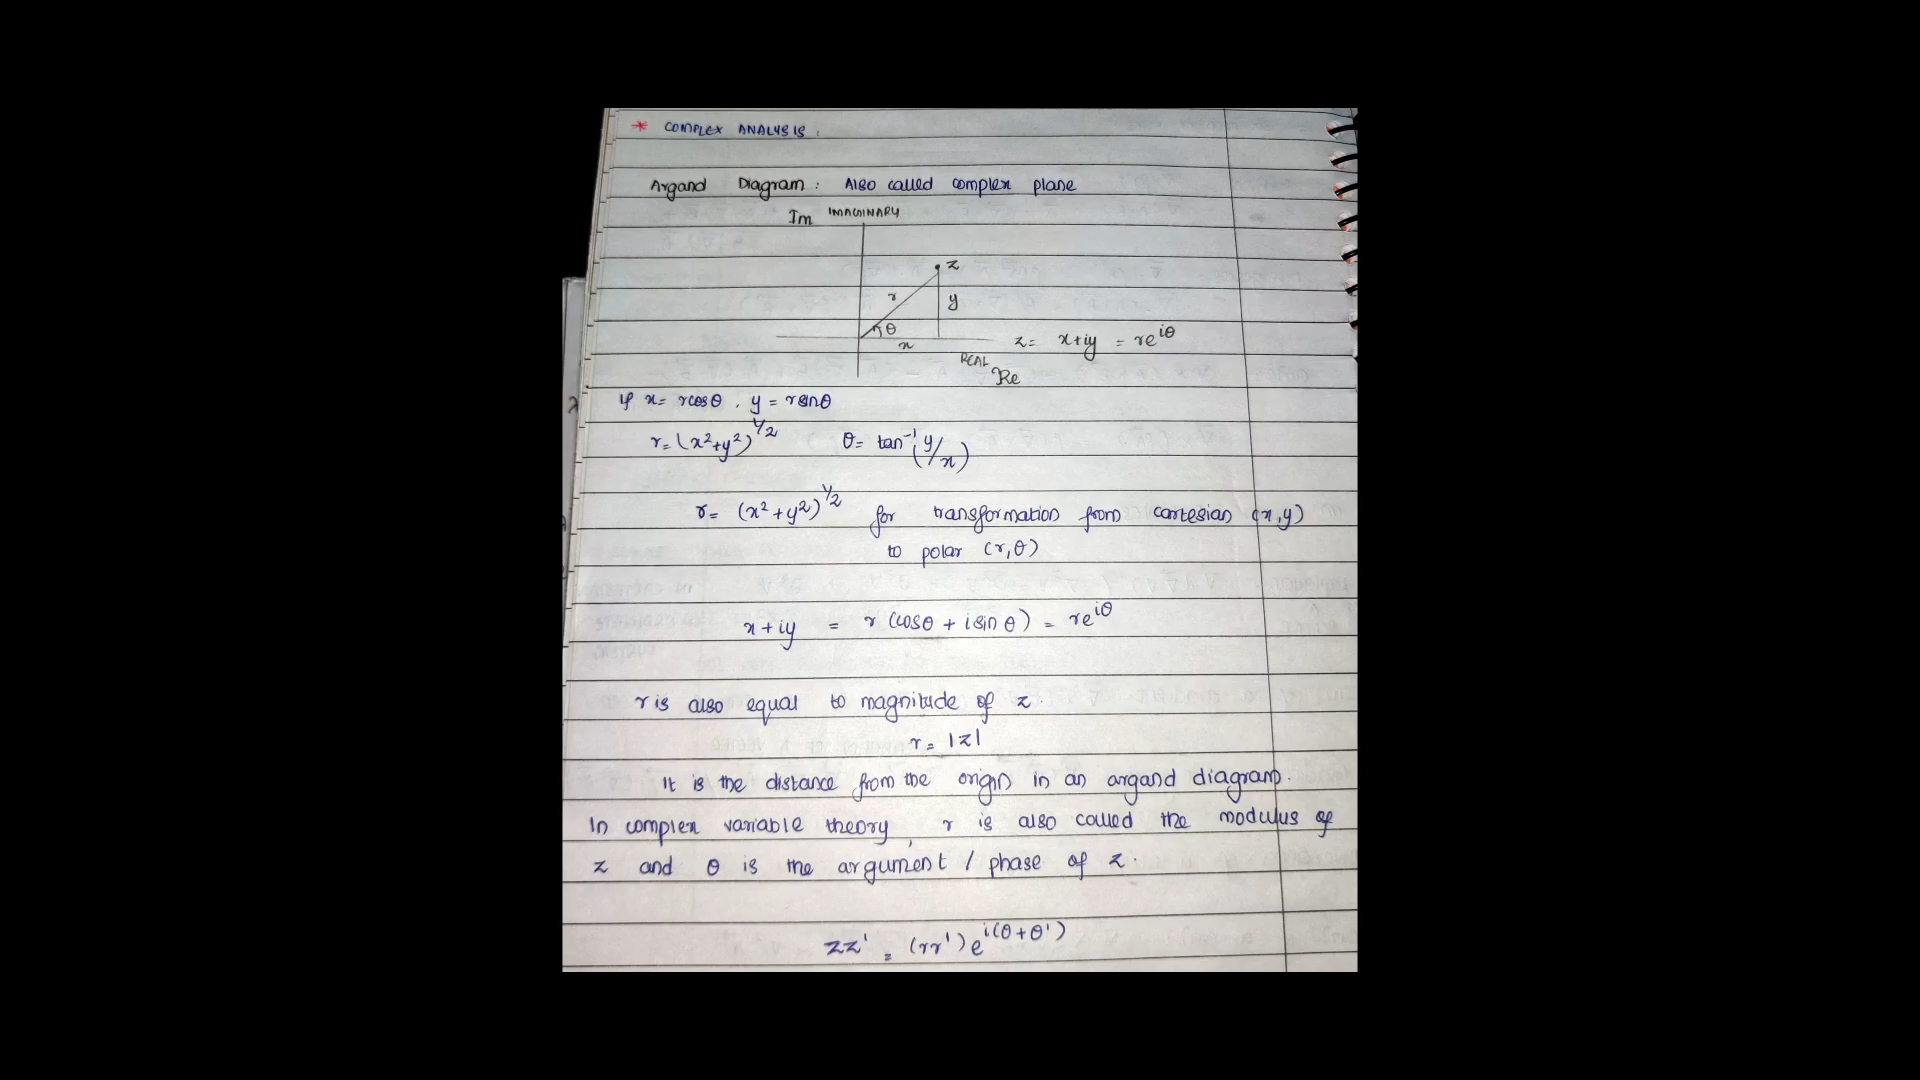 * COMPLEX ANALYSIS.
Argand Diagram: Also called complex plane
Im IMAGINARY
z
r
y
θ
x
z = x+iy = re^{iθ}
REAL
Re
if x = rcosθ, y = rsinθ
r = (x²+y²)^{1/2} θ = tan⁻¹(y/x)
r = (x²+y²)^{1/2} for transformation from cartesian (x,y)
to polar (r,θ)
x+iy = r (cosθ + isinθ) = re^{iθ}
r is also equal to magnitude of z.
r = |z|
It is the distance from the origin in an argand diagram.
In complex variable theory, r is also called the modulus of
z and θ is the argument / phase of z.
zz' = (rr')e^{i(θ+θ')}